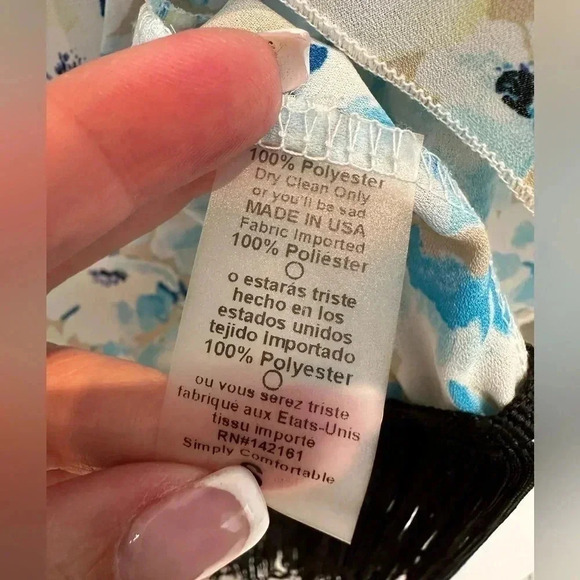 100% Polyester
Dry Clean Only
or you'll be sad
MADE IN USA
Fabric Imported
100% Poliéster
o estarás triste
hecho en los
estados unidos
tejido importado
100% Polyester
ou vous serez triste
fabrique aux Etats-Unis
tissu importé
RN#142161
Simply Comfortable